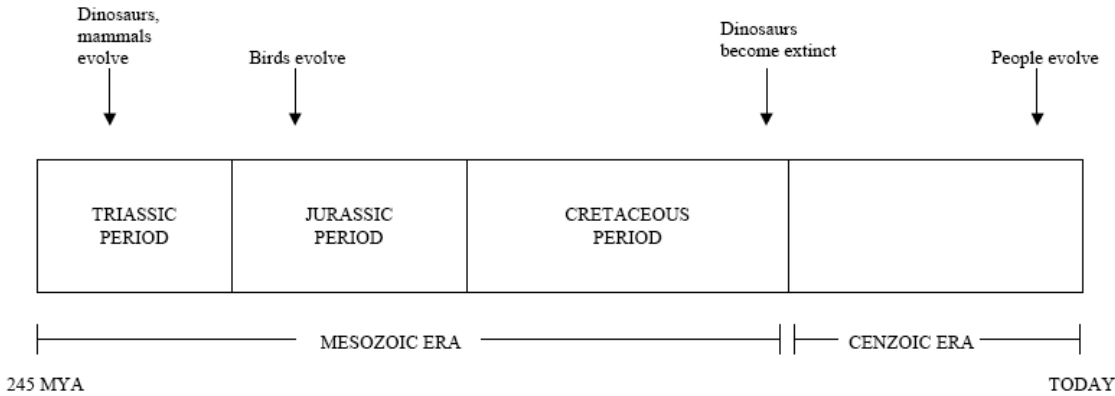 Dinosaurs,
mammals
evolve
Birds evolve
Dinosaurs
become extinct
People evolve
TRIASSIC
PERIOD
JURASSIC
PERIOD
CRETACEOUS
PERIOD
MESOZOIC ERA
CENZOIC ERA
245 MYA
TODAY